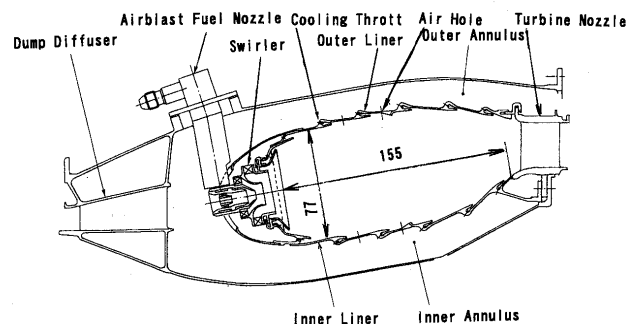 Airblast Fuel Nozzle
Cooling Thrott
Air Hole
Turbine Nozzle
Dump Diffuser
Swirler
Outer Liner
Outer Annulus
155
77
Inner Liner
Inner Annulus